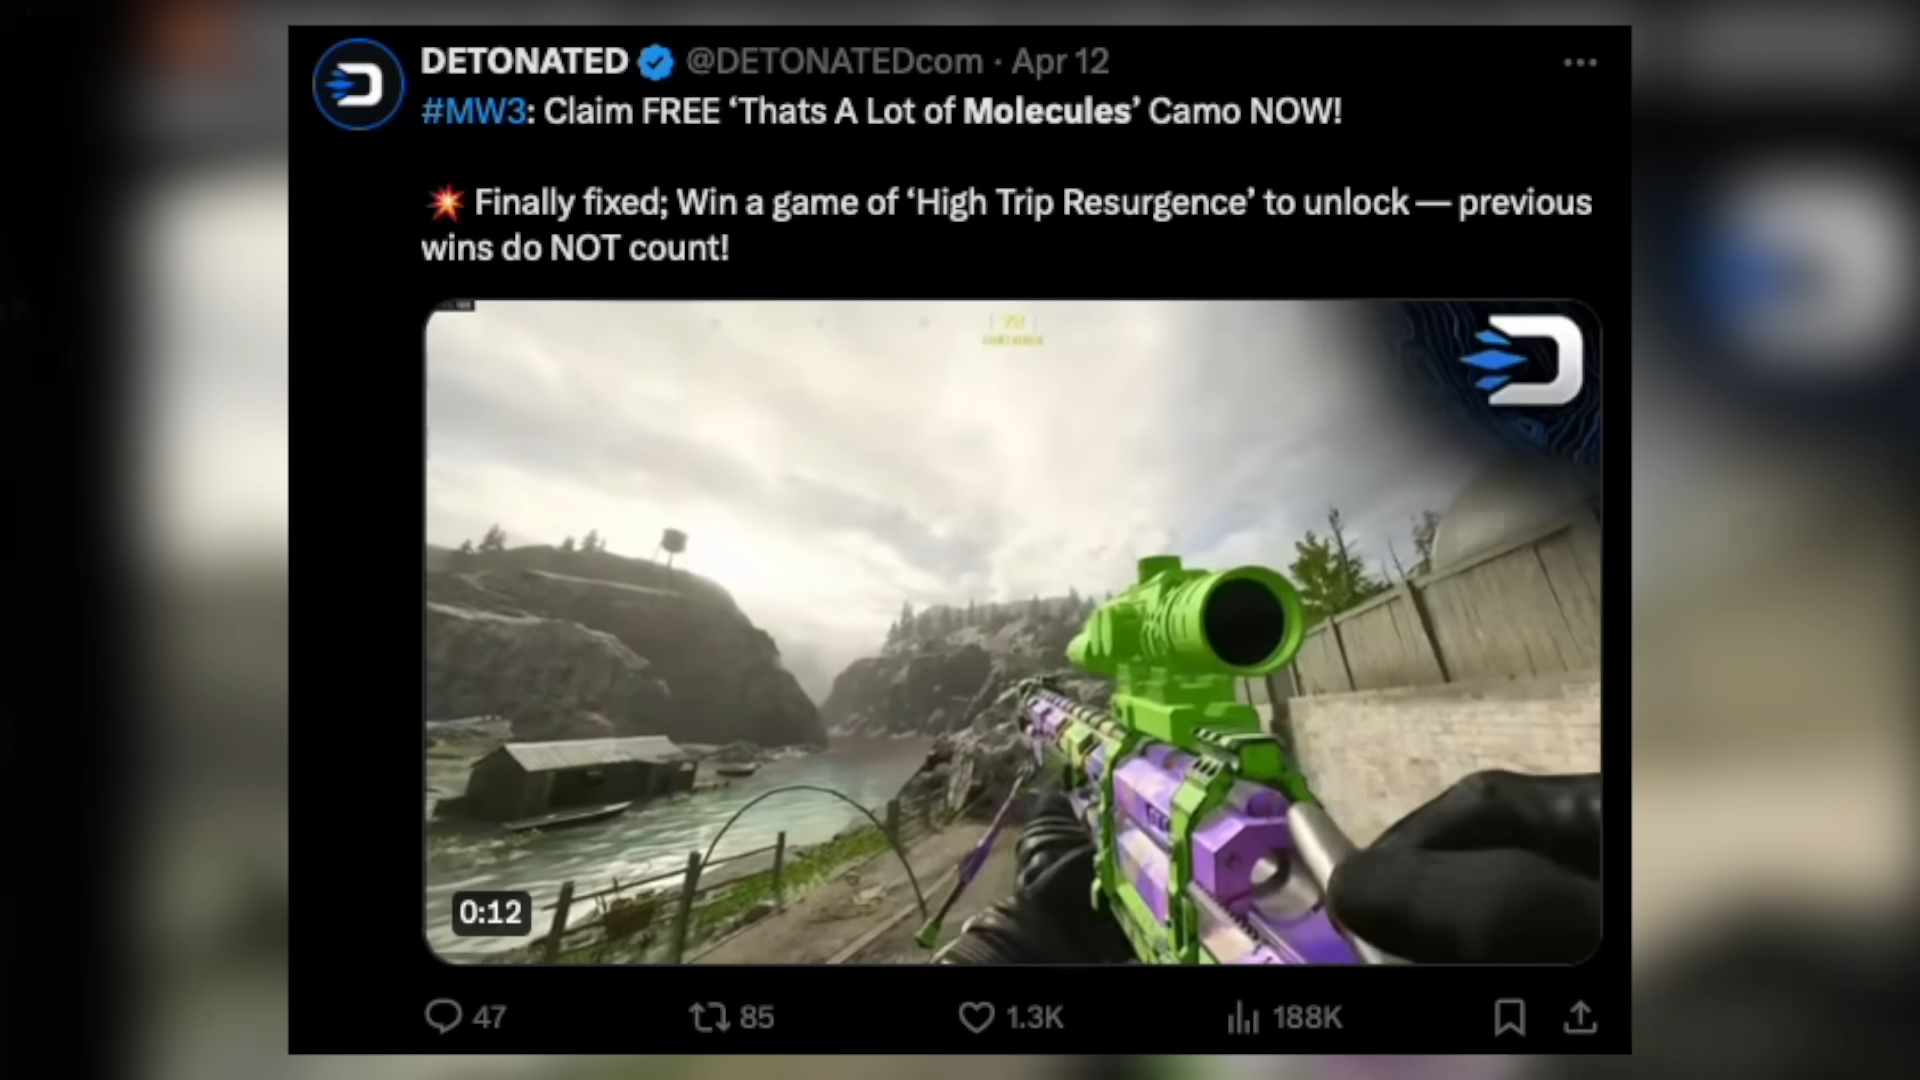 DETONATED @DETONATEDcom · Apr 12
#MW3: Claim FREE ‘Thats A Lot of Molecules’ Camo NOW!
💥 Finally fixed; Win a game of ‘High Trip Resurgence’ to unlock — previous
wins do NOT count!
0:12
47 85 1.3K 188K